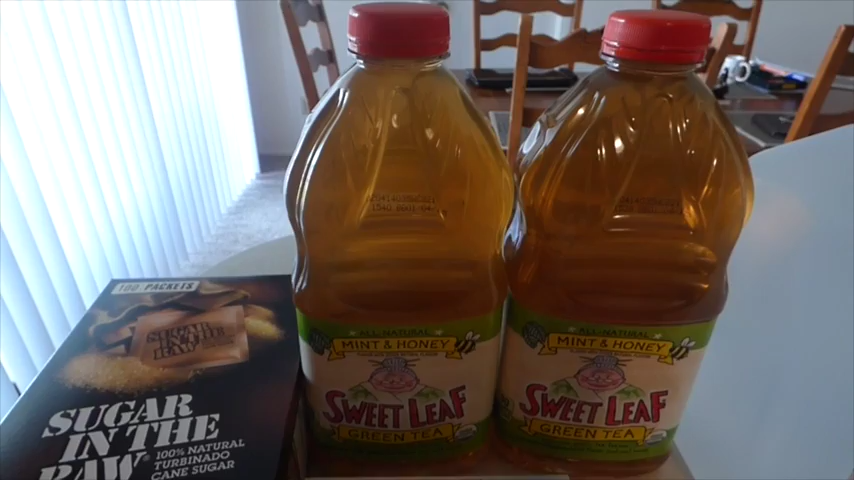 100 PACKETS
SUGAR
IN THE
RAW
SUGAR
IN THE
RAW®
100% NATURAL
TURBINADO
CANE SUGAR
ALL-NATURAL
MINT & HONEY
SWEET LEAF
GREEN TEA
ALL-NATURAL
MINT & HONEY
SWEET LEAF
GREEN TEA